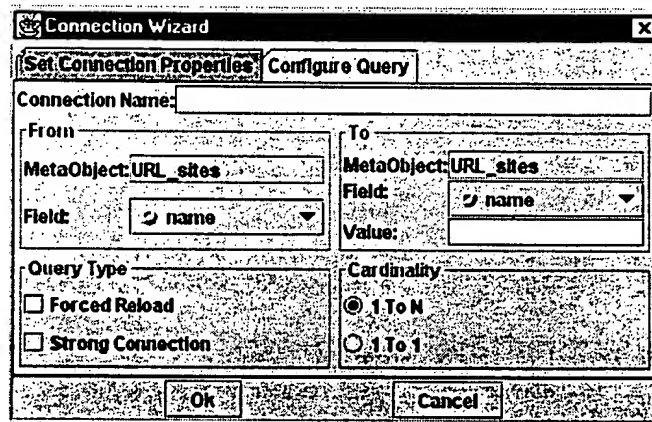 Connection Wizard
Set Connection Properties Configure Query
Connection Name:
From
MetaObject: URL_sites
Field: name
To
MetaObject: URL_sites
Field: name
Value:
Query Type
Forced Reload
Strong Connection
Cardinality
1 To N
1 To 1
Ok Cancel